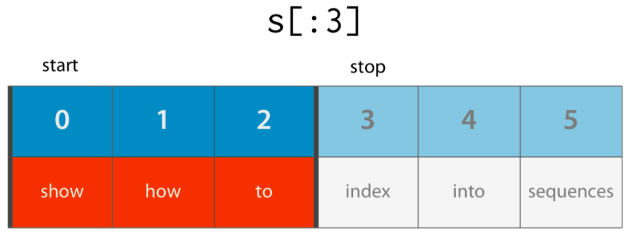 s[:3]
start stop
0 1 2 3 4 5
show how to index into sequences